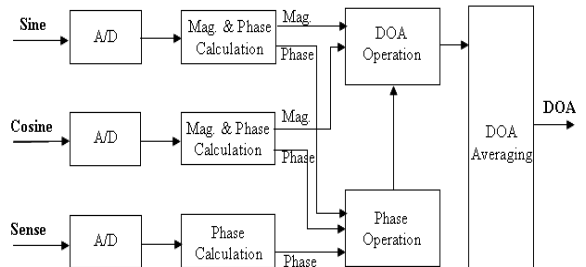 Sine
A/D
Mag. & Phase
Calculation
Mag.
Phase
DOA
Operation
DOA
Averaging
DOA
Cosine
A/D
Mag. & Phase
Calculation
Mag.
Phase
Sense
A/D
Phase
Calculation
Phase
Phase
Operation